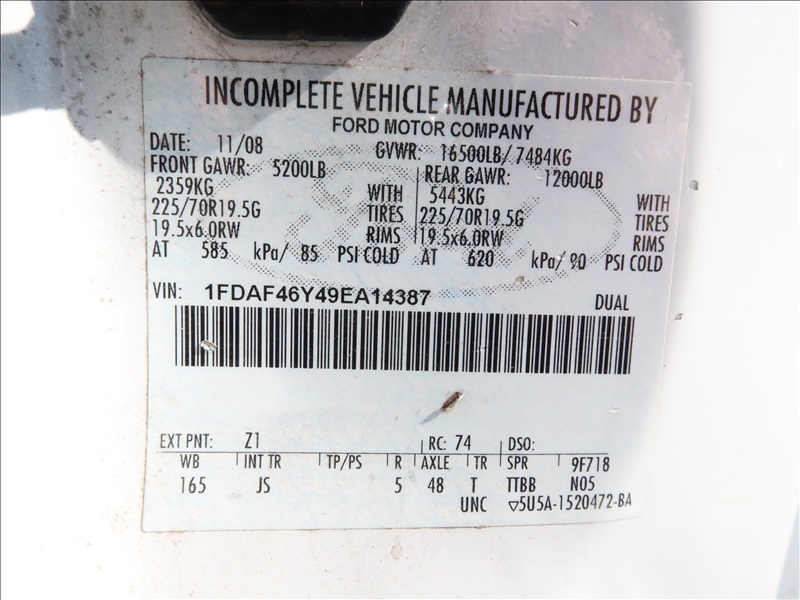 INCOMPLETE VEHICLE MANUFACTURED BY
FORD MOTOR COMPANY
DATE: 11/08 GVWR: 16500LB/ 7484KG
FRONT GAWR: 5200LB REAR GAWR: 12000LB
2359KG WITH 5443KG WITH
225/70R19.5G TIRES 225/70R19.5G TIRES
19.5x6.0RW RIMS 19.5x6.0RW RIMS
AT 585 kPa/ 85 PSI COLD AT 620 kPa/ 90 PSI COLD
VIN: 1FDAF46Y49EA14387 DUAL
EXT PNT: Z1 RC: 74 DSO:
WB INT TR TP/PS R AXLE TR SPR 9F718
165 JS 5 48 T TTBB N05
UNC ▽5U5A-1520472-BA